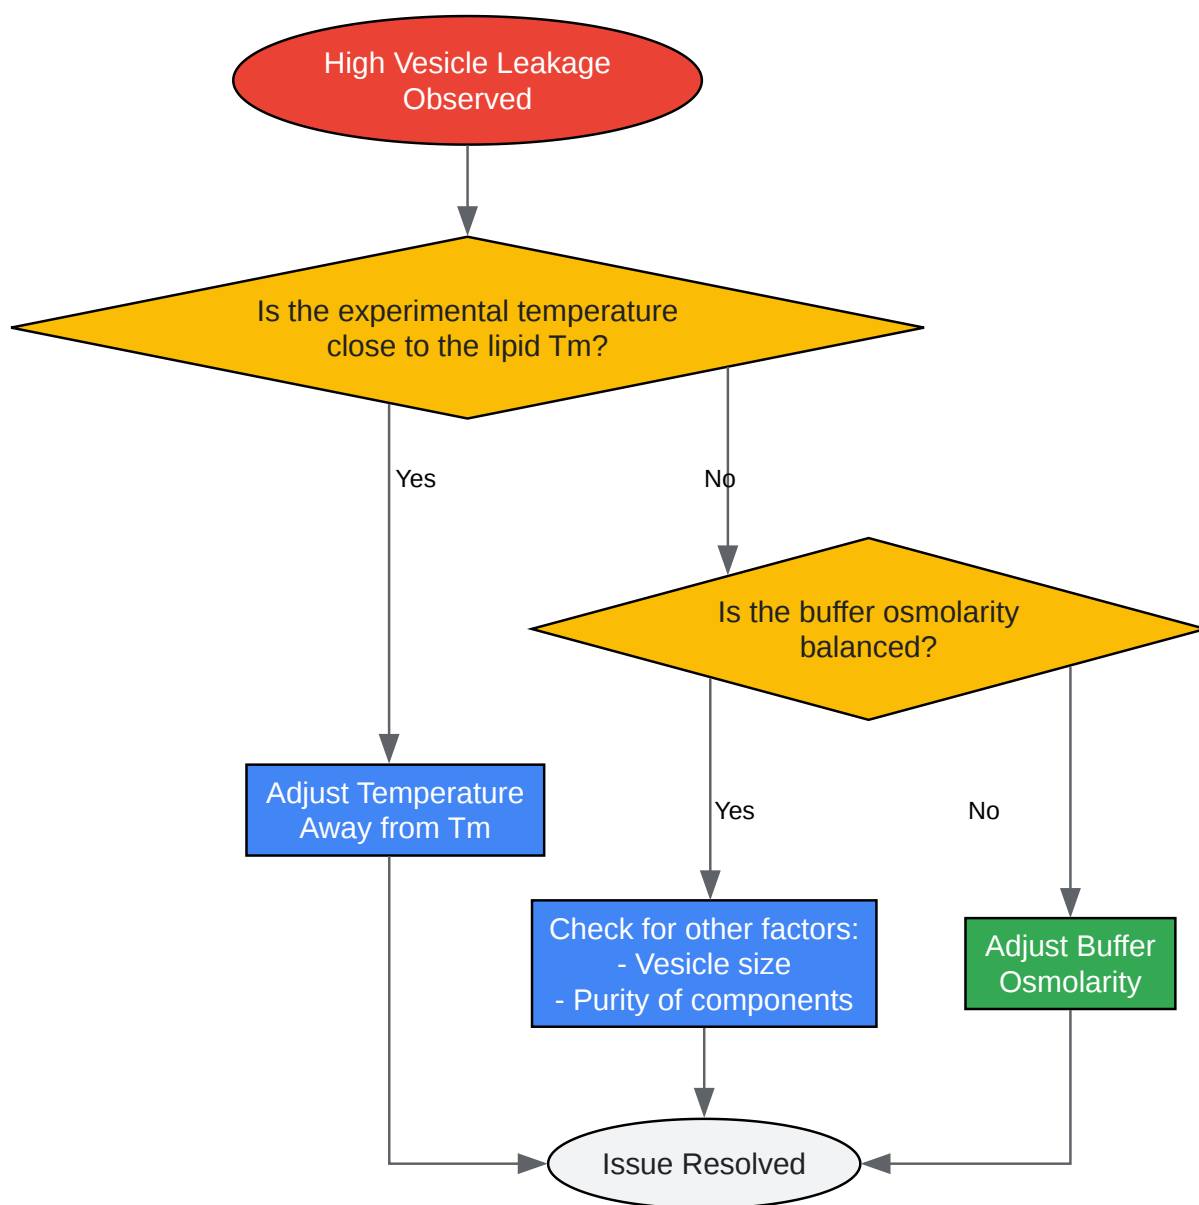 High Vesicle Leakage
Observed
Is the experimental temperature
close to the lipid Tm?
Yes
No
Is the buffer osmolarity
balanced?
Adjust Temperature
Away from Tm
Yes
No
Check for other factors:
- Vesicle size
- Purity of components
Adjust Buffer
Osmolarity
Issue Resolved